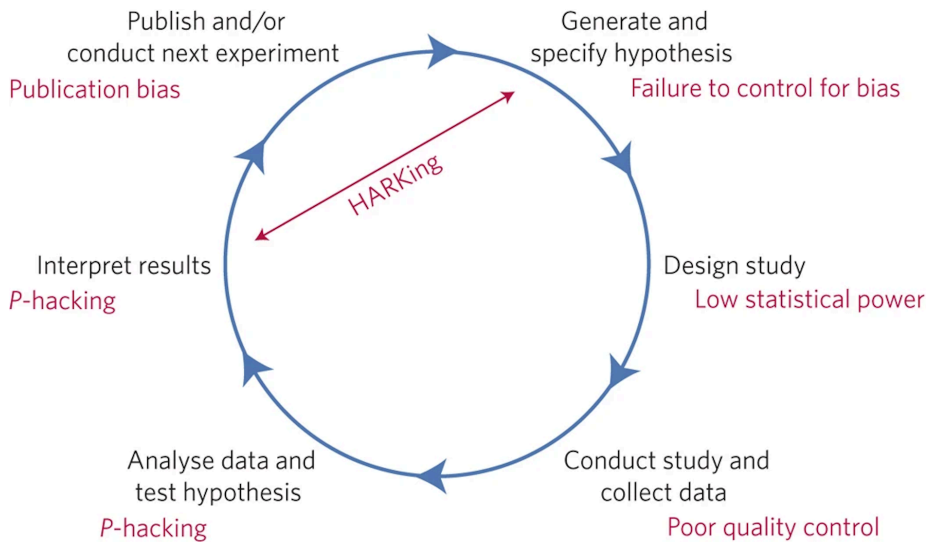 Publish and/or
conduct next experiment
Publication bias
Generate and
specify hypothesis
Failure to control for bias
HARKing
Interpret results
P-hacking
Design study
Low statistical power
Analyse data and
test hypothesis
P-hacking
Conduct study and
collect data
Poor quality control